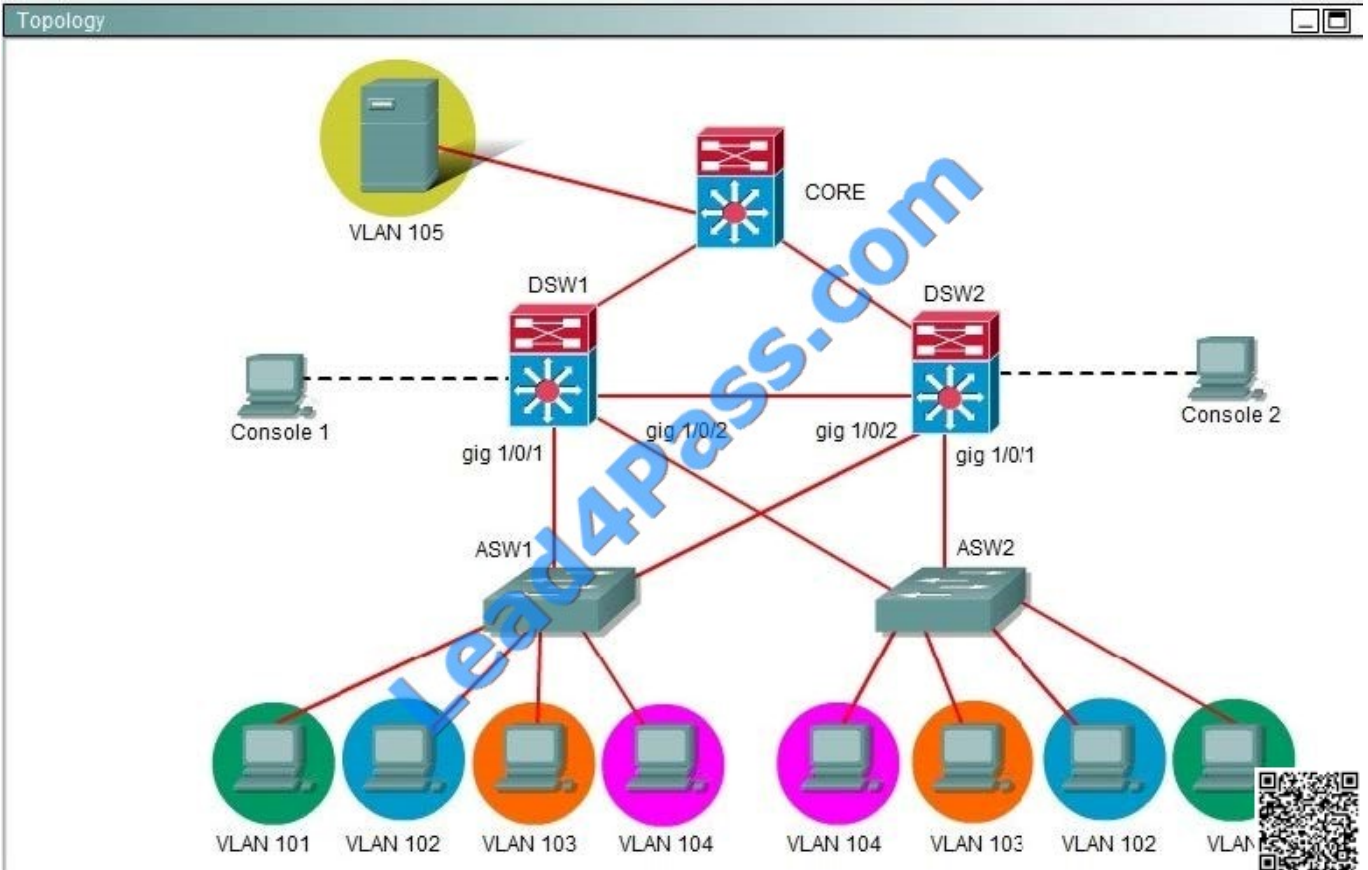 Topology
CORE
VLAN 105
DSW1
DSW2
Console 1
Console 2
gig 1/0/1
gig 1/0/2
gig 1/0/2
gig 1/0/1
ASW1
ASW2
Lead4Pass.com
VLAN 101
VLAN 102
VLAN 103
VLAN 104
VLAN 104
VLAN 103
VLAN 102
VLAN